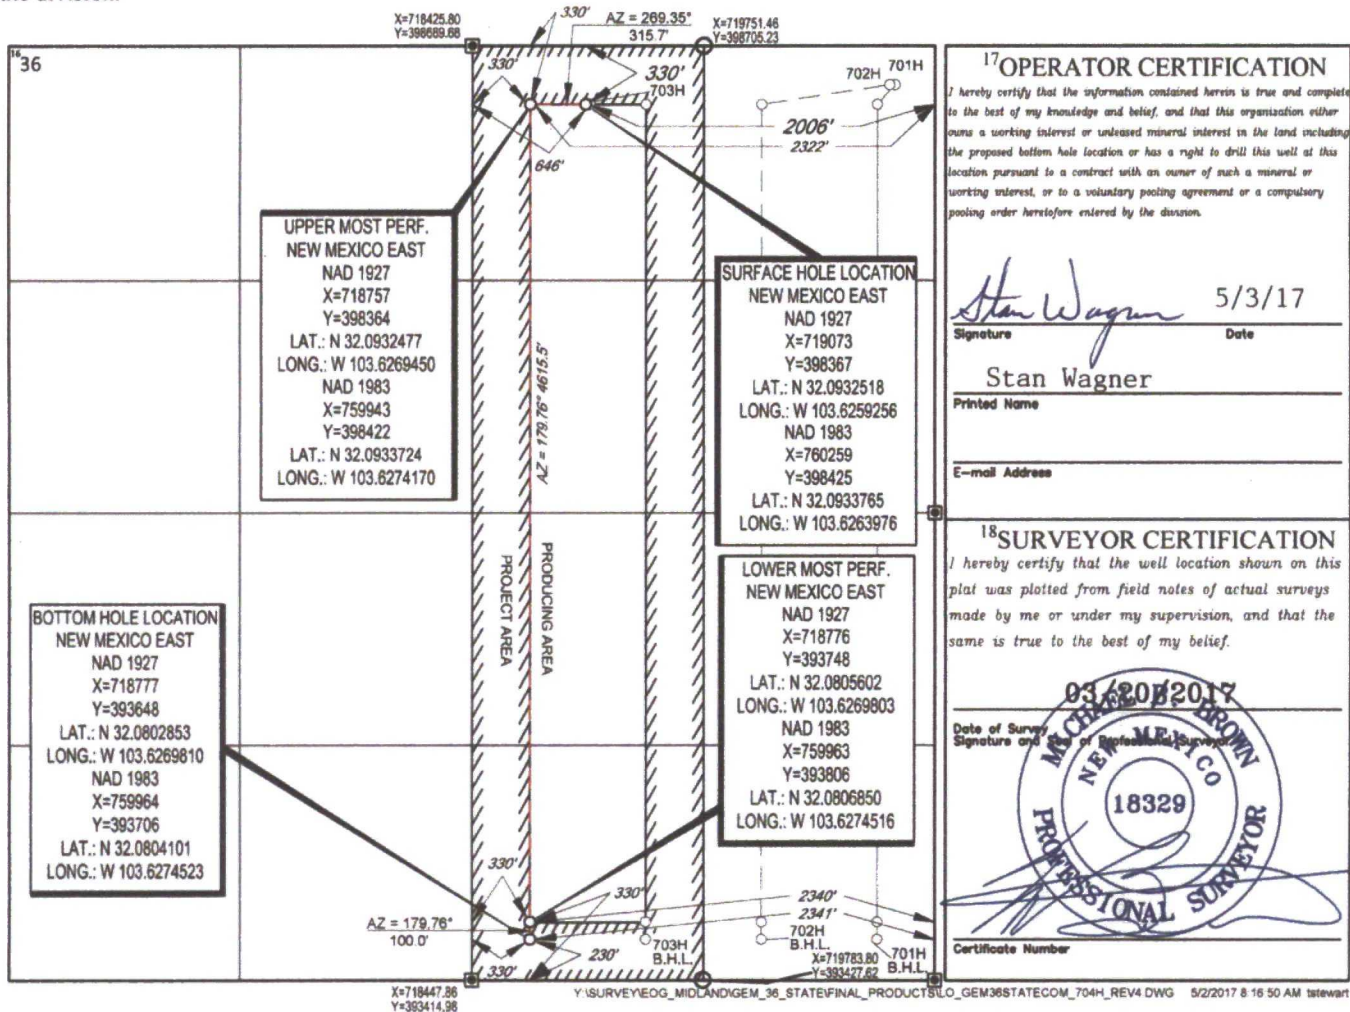 X=718425.80
Y=398689.68
330'
AZ = 269.35°
315.7'
X=719751.46
Y=398705.23
16 36
330'
330'
703H
702H
701H
2006'
2322'
646'
UPPER MOST PERF.
NEW MEXICO EAST
NAD 1927
X=718757
Y=398364
LAT.: N 32.0932477
LONG.: W 103.6269450
NAD 1983
X=759943
Y=398422
LAT.: N 32.0933724
LONG.: W 103.6274170
SURFACE HOLE LOCATION
NEW MEXICO EAST
NAD 1927
X=719073
Y=398367
LAT.: N 32.0932518
LONG.: W 103.6259256
NAD 1983
X=760259
Y=398425
LAT.: N 32.0933765
LONG.: W 103.6263976
AZ = 179.76° 4615.5'
PROJECT AREA
PRODUCING AREA
BOTTOM HOLE LOCATION
NEW MEXICO EAST
NAD 1927
X=718777
Y=393648
LAT.: N 32.0802853
LONG.: W 103.6269810
NAD 1983
X=759964
Y=393706
LAT.: N 32.0804101
LONG.: W 103.6274523
LOWER MOST PERF.
NEW MEXICO EAST
NAD 1927
X=718776
Y=393748
LAT.: N 32.0805602
LONG.: W 103.6269803
NAD 1983
X=759963
Y=393806
LAT.: N 32.0806850
LONG.: W 103.6274516
330'
330'
2340'
2341'
AZ = 179.76°
100.0'
330'
230'
703H
B.H.L.
702H
B.H.L.
701H
B.H.L.
X=719783.80
Y=393427.62
X=718447.86
Y=393414.98
17 OPERATOR CERTIFICATION
I hereby certify that the information contained herein is true and complete
to the best of my knowledge and belief, and that this organization either
owns a working interest or unleased mineral interest in the land including
the proposed bottom hole location or has a right to drill this well at this
location pursuant to a contract with an owner of such a mineral or
working interest, or to a voluntary pooling agreement or a compulsory
pooling order heretofore entered by the division.
Stan Wagner 5/3/17
Signature Date
Stan Wagner
Printed Name
E-mail Address
18 SURVEYOR CERTIFICATION
I hereby certify that the well location shown on this
plat was plotted from field notes of actual surveys
made by me or under my supervision, and that the
same is true to the best of my belief.
03/20/2017
Date of Survey
Signature and Seal of Professional Surveyor:
MICHAEL B. BROWN
NEW MEXICO
18329
PROFESSIONAL SURVEYOR
Certificate Number
Y:\SURVEY\EOG_MIDLAND\GEM_36_STATE\FINAL_PRODUCTS\LO_GEM36STATECOM_704H_REV4.DWG 5/2/2017 8:16:50 AM tstewart